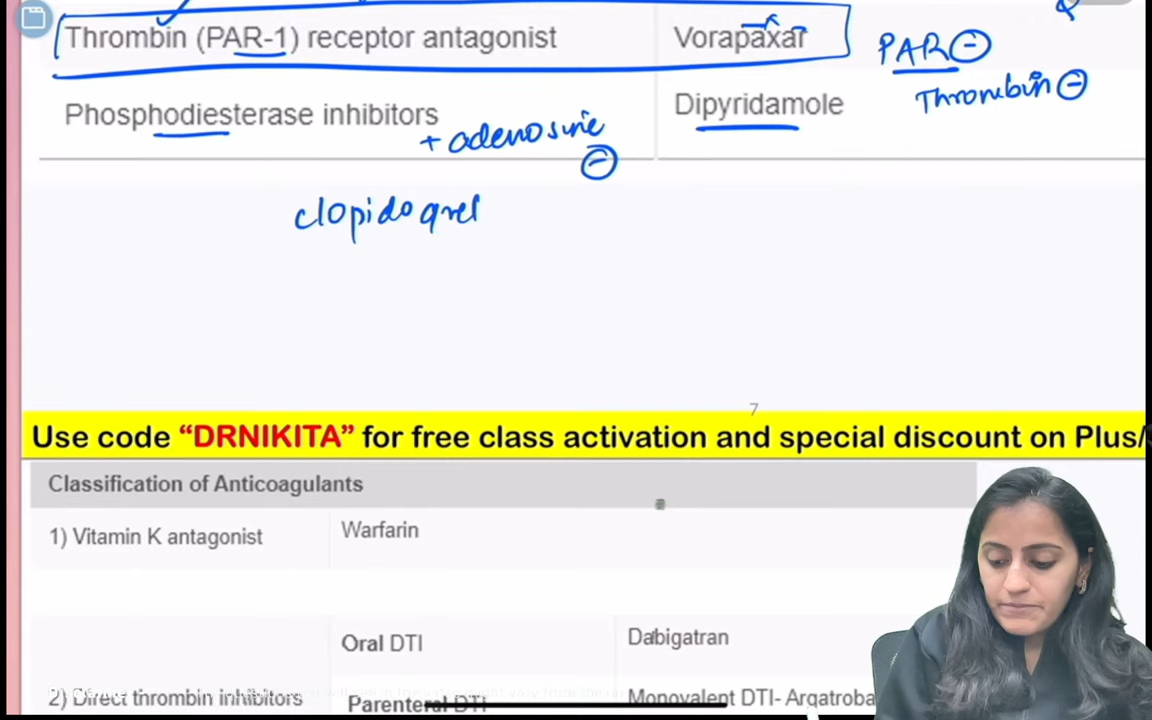 Thrombin (PAR-1) receptor antagonist Vorapaxar
PAR -
Thrombin -
Phosphodiesterase inhibitors Dipyridamole
+ adenosine
-
clopidogrel
7
Use code “DRNIKITA” for free class activation and special discount on Plus/
Classification of Anticoagulants
1) Vitamin K antagonist Warfarin
Oral DTI Dabigatran
2) Direct thrombin inhibitors Parenteral DTI Monovalent DTI- Argatroba